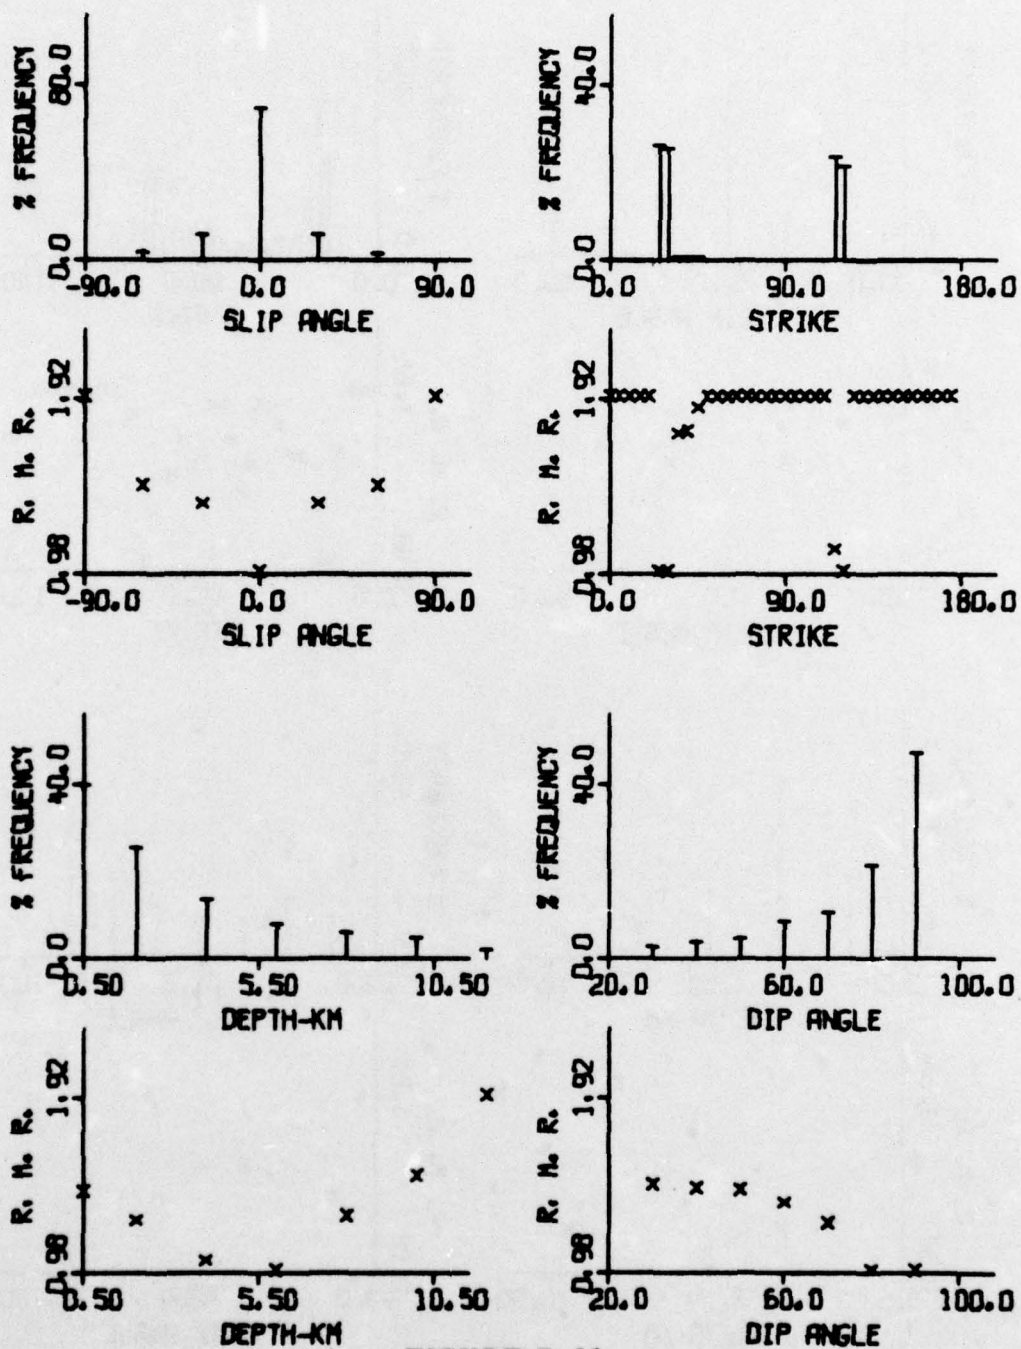 % FREQUENCY
80.0
0.0
-90.0 0.0 90.0
SLIP ANGLE
% FREQUENCY
40.0
0.0
0.0 90.0 180.0
STRIKE
R. M. R.
1.92
0.98
-90.0 0.0 90.0
SLIP ANGLE
R. M. R.
1.92
0.98
0.0 90.0 180.0
STRIKE
% FREQUENCY
40.0
0.0
0.50 5.50 10.50
DEPTH-KM
% FREQUENCY
40.0
0.0
20.0 60.0 100.0
DIP ANGLE
R. M. R.
1.92
0.98
0.50 5.50 10.50
DEPTH-KM
R. M. R.
1.92
0.98
20.0 60.0 100.0
DIP ANGLE